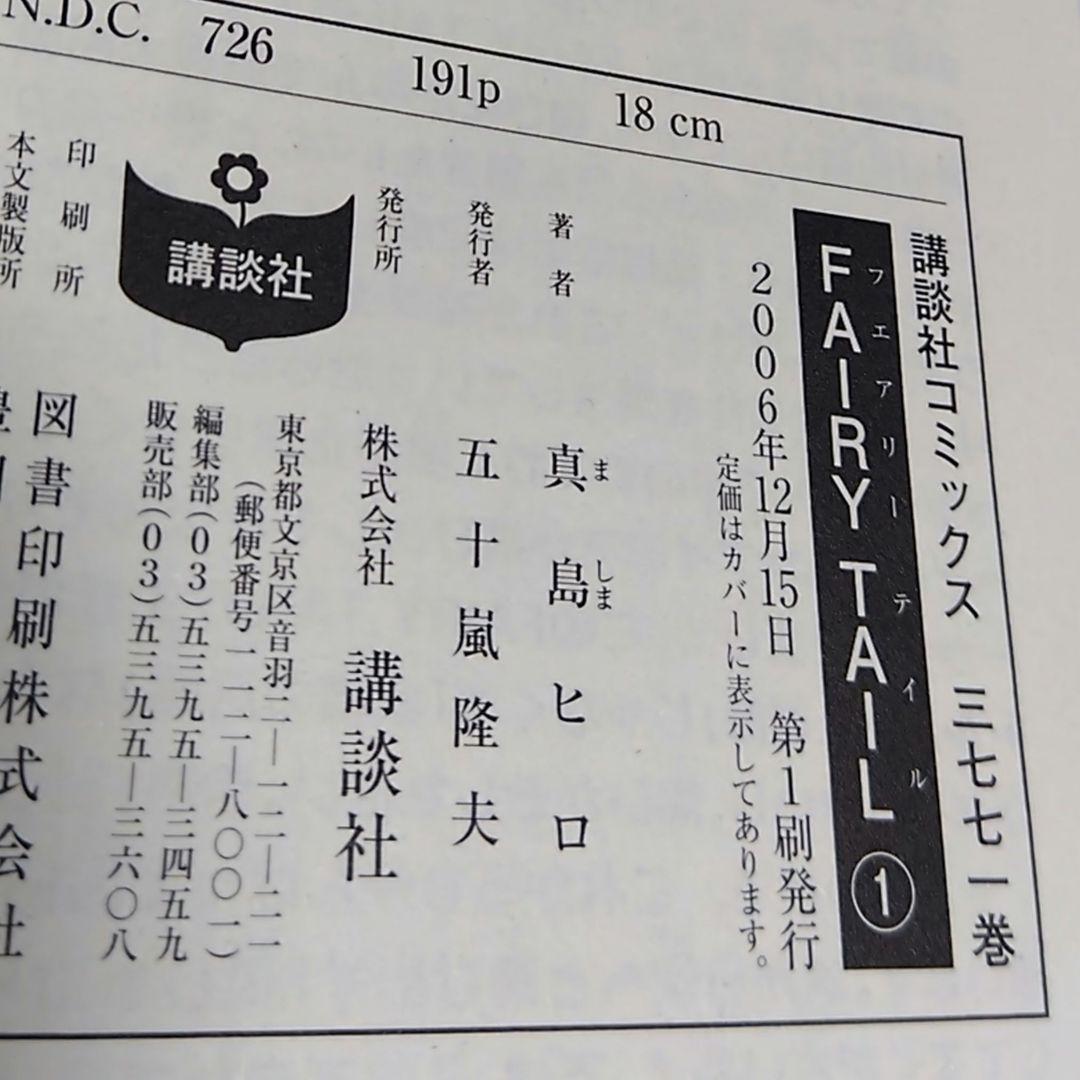 N.D.C. 726 191p 18 cm
講談社コミックス 三七七一巻
FAIRY TAIL ①
フエアリー テイル
2006年12月15日 第1刷発行
定価はカバーに表示してあります。
著者 真島ヒロ
ま しま
発行者 五十嵐隆夫
発行所 株式会社 講談社
東京都文京区音羽二―一二―二一
(郵便番号一一二―八〇〇一)
編集部(03)五三九五―三四五九
販売部(03)五三九五―三六〇八
講談社
印刷所 図書印刷株式会社
本文製版所